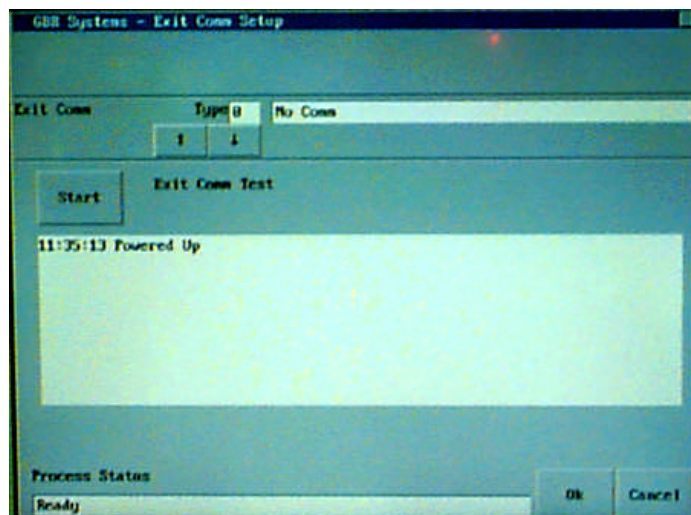 GBR Systems - Exit Comm Setup
Exit Comm Type 0 No Comm
↑ ↓
Start Exit Comm Test
11:35:13 Powered Up
Process Status
Ready
Ok Cancel